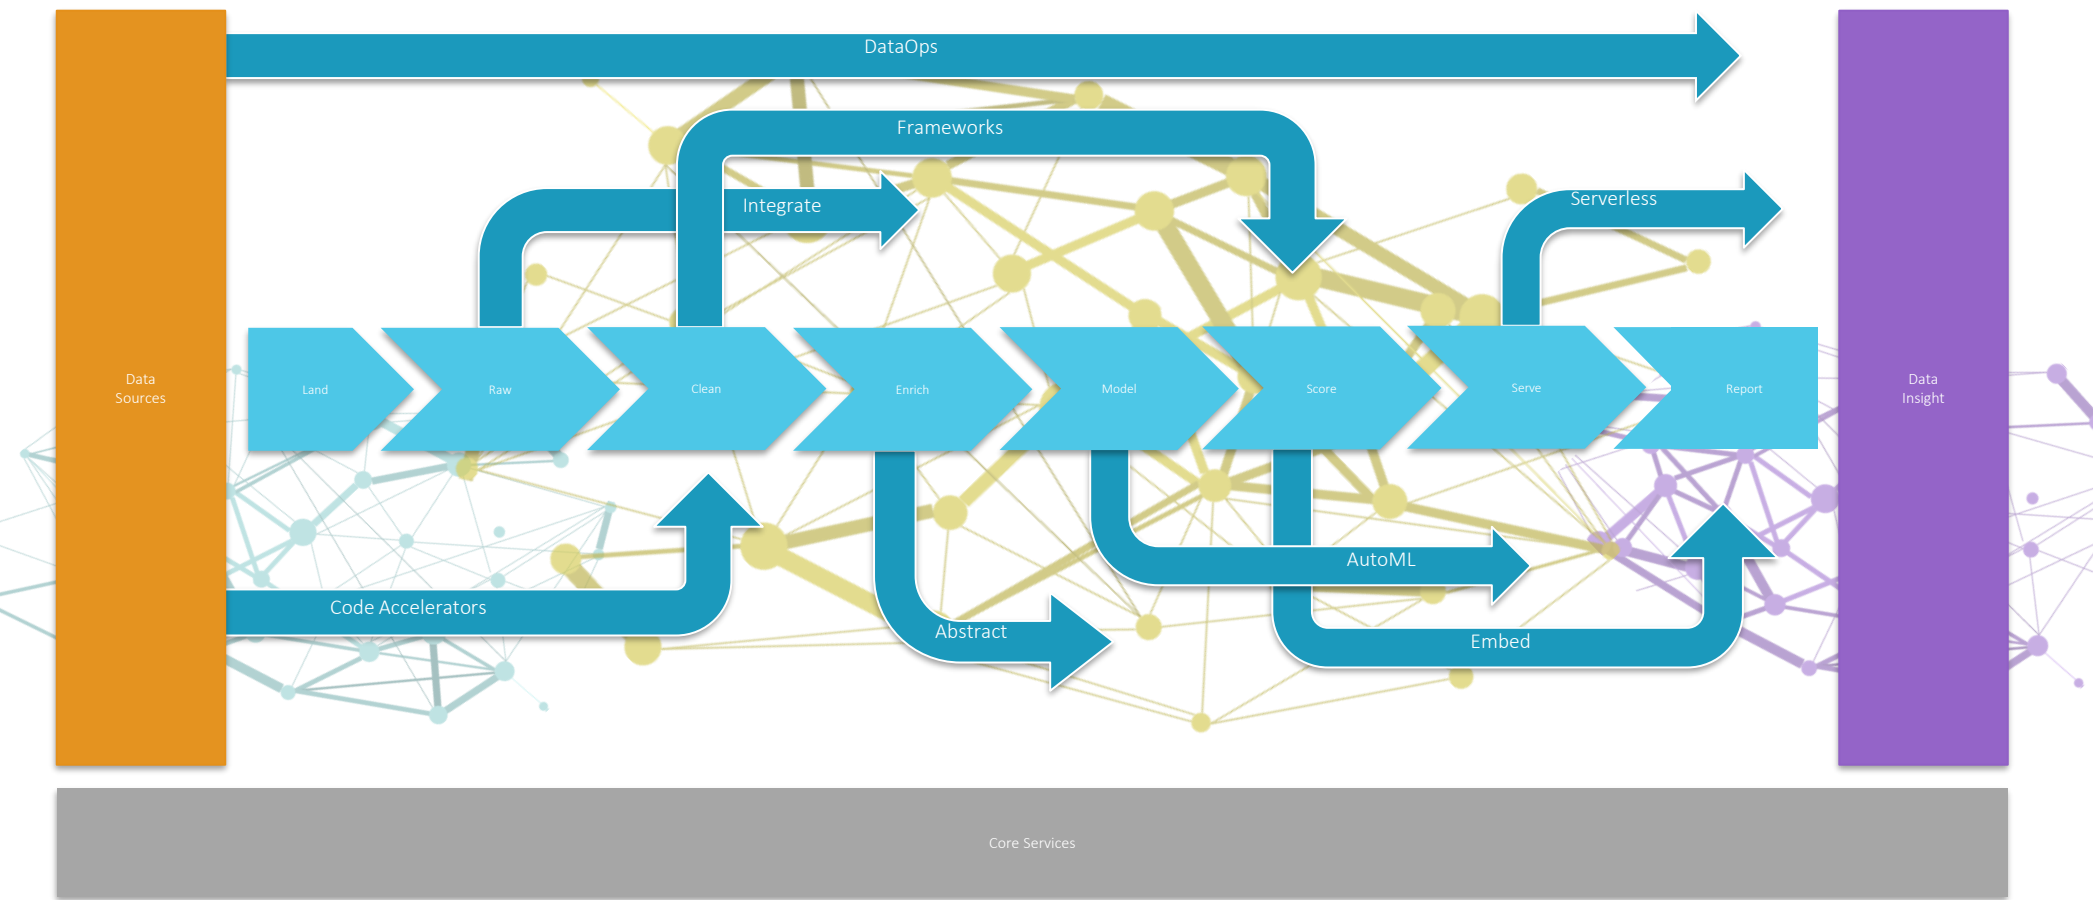 DataOps
Frameworks
Integrate
Serverless
Data
Sources
Land
Raw
Clean
Enrich
Model
Score
Serve
Report
Data
Insight
AutoML
Code Accelerators
Abstract
Embed
Core Services